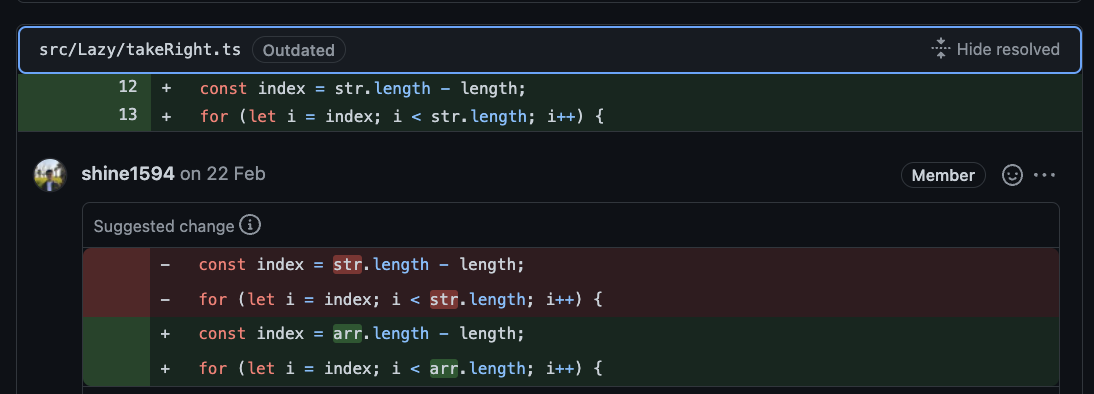 src/Lazy/takeRight.ts Outdated Hide resolved
12 + const index = str.length - length;
13 + for (let i = index; i < str.length; i++) {
shine1594 on 22 Feb Member
Suggested change
- const index = str.length - length;
- for (let i = index; i < str.length; i++) {
+ const index = arr.length - length;
+ for (let i = index; i < arr.length; i++) {